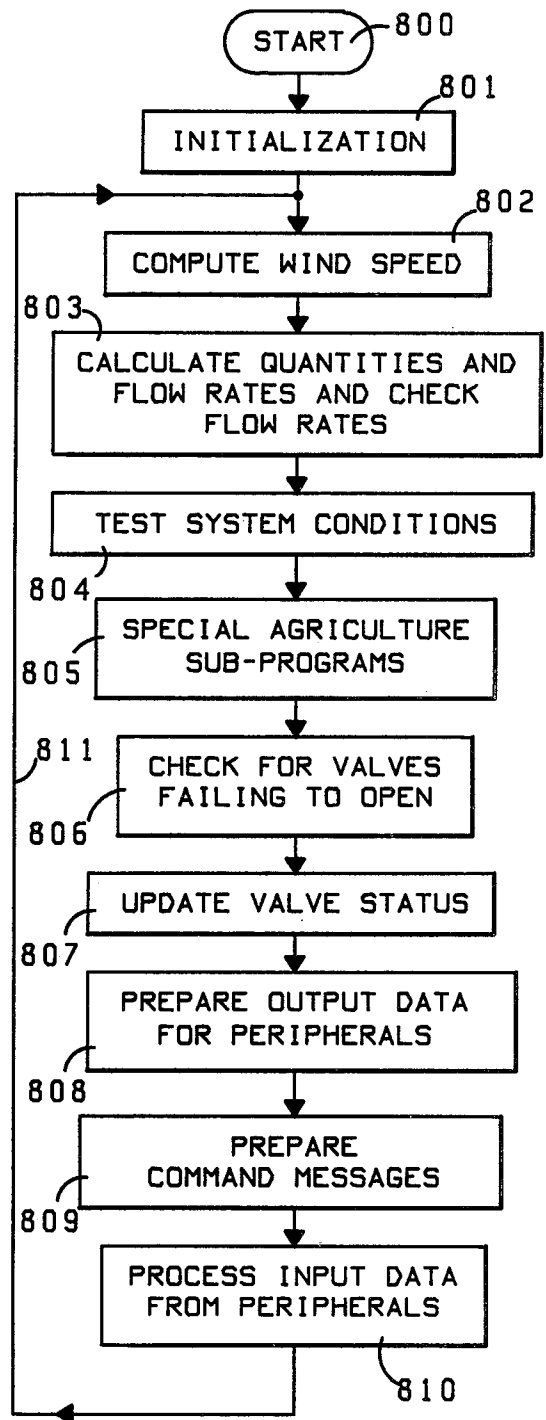 START
800
801
INITIALIZATION
802
COMPUTE WIND SPEED
803
CALCULATE QUANTITIES AND
FLOW RATES AND CHECK
FLOW RATES
TEST SYSTEM CONDITIONS
804
SPECIAL AGRICULTURE
SUB-PROGRAMS
805
811
CHECK FOR VALVES
FAILING TO OPEN
806
UPDATE VALVE STATUS
807
PREPARE OUTPUT DATA
FOR PERIPHERALS
808
PREPARE
COMMAND MESSAGES
809
PROCESS INPUT DATA
FROM PERIPHERALS
810